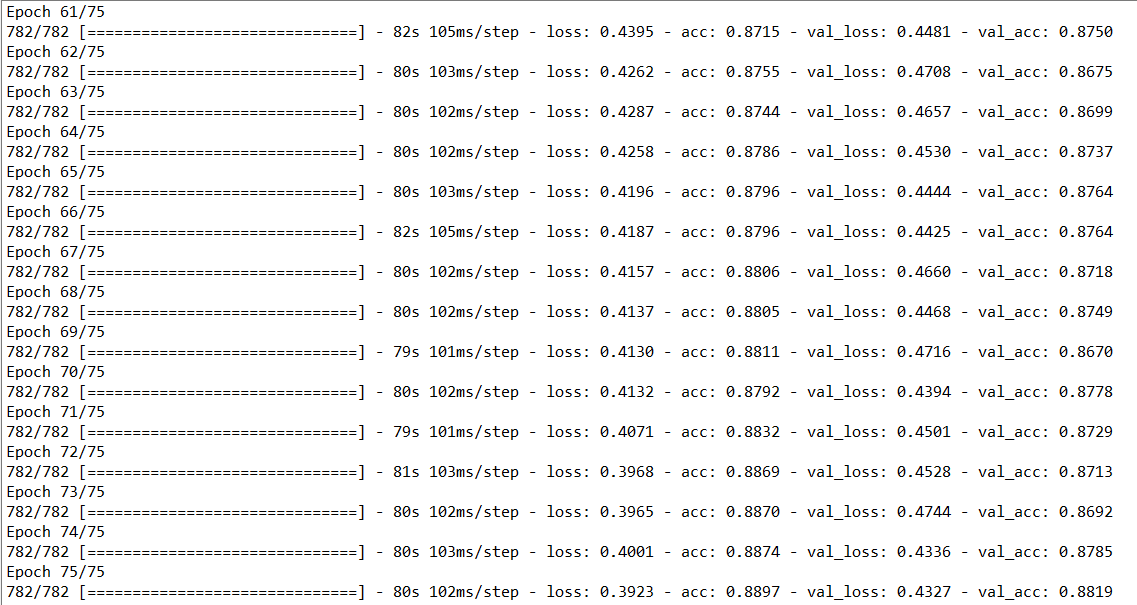 Epoch 61/75
782/782 [==============================] - 82s 105ms/step - loss: 0.4395 - acc: 0.8715 - val_loss: 0.4481 - val_acc: 0.8750
Epoch 62/75
782/782 [==============================] - 80s 103ms/step - loss: 0.4262 - acc: 0.8755 - val_loss: 0.4708 - val_acc: 0.8675
Epoch 63/75
782/782 [==============================] - 80s 102ms/step - loss: 0.4287 - acc: 0.8744 - val_loss: 0.4657 - val_acc: 0.8699
Epoch 64/75
782/782 [==============================] - 80s 102ms/step - loss: 0.4258 - acc: 0.8786 - val_loss: 0.4530 - val_acc: 0.8737
Epoch 65/75
782/782 [==============================] - 80s 103ms/step - loss: 0.4196 - acc: 0.8796 - val_loss: 0.4444 - val_acc: 0.8764
Epoch 66/75
782/782 [==============================] - 82s 105ms/step - loss: 0.4187 - acc: 0.8796 - val_loss: 0.4425 - val_acc: 0.8764
Epoch 67/75
782/782 [==============================] - 80s 102ms/step - loss: 0.4157 - acc: 0.8806 - val_loss: 0.4660 - val_acc: 0.8718
Epoch 68/75
782/782 [==============================] - 80s 102ms/step - loss: 0.4137 - acc: 0.8805 - val_loss: 0.4468 - val_acc: 0.8749
Epoch 69/75
782/782 [==============================] - 79s 101ms/step - loss: 0.4130 - acc: 0.8811 - val_loss: 0.4716 - val_acc: 0.8670
Epoch 70/75
782/782 [==============================] - 80s 102ms/step - loss: 0.4132 - acc: 0.8792 - val_loss: 0.4394 - val_acc: 0.8778
Epoch 71/75
782/782 [==============================] - 79s 101ms/step - loss: 0.4071 - acc: 0.8832 - val_loss: 0.4501 - val_acc: 0.8729
Epoch 72/75
782/782 [==============================] - 81s 103ms/step - loss: 0.3968 - acc: 0.8869 - val_loss: 0.4528 - val_acc: 0.8713
Epoch 73/75
782/782 [==============================] - 80s 102ms/step - loss: 0.3965 - acc: 0.8870 - val_loss: 0.4744 - val_acc: 0.8692
Epoch 74/75
782/782 [==============================] - 80s 103ms/step - loss: 0.4001 - acc: 0.8874 - val_loss: 0.4336 - val_acc: 0.8785
Epoch 75/75
782/782 [==============================] - 80s 102ms/step - loss: 0.3923 - acc: 0.8897 - val_loss: 0.4327 - val_acc: 0.8819